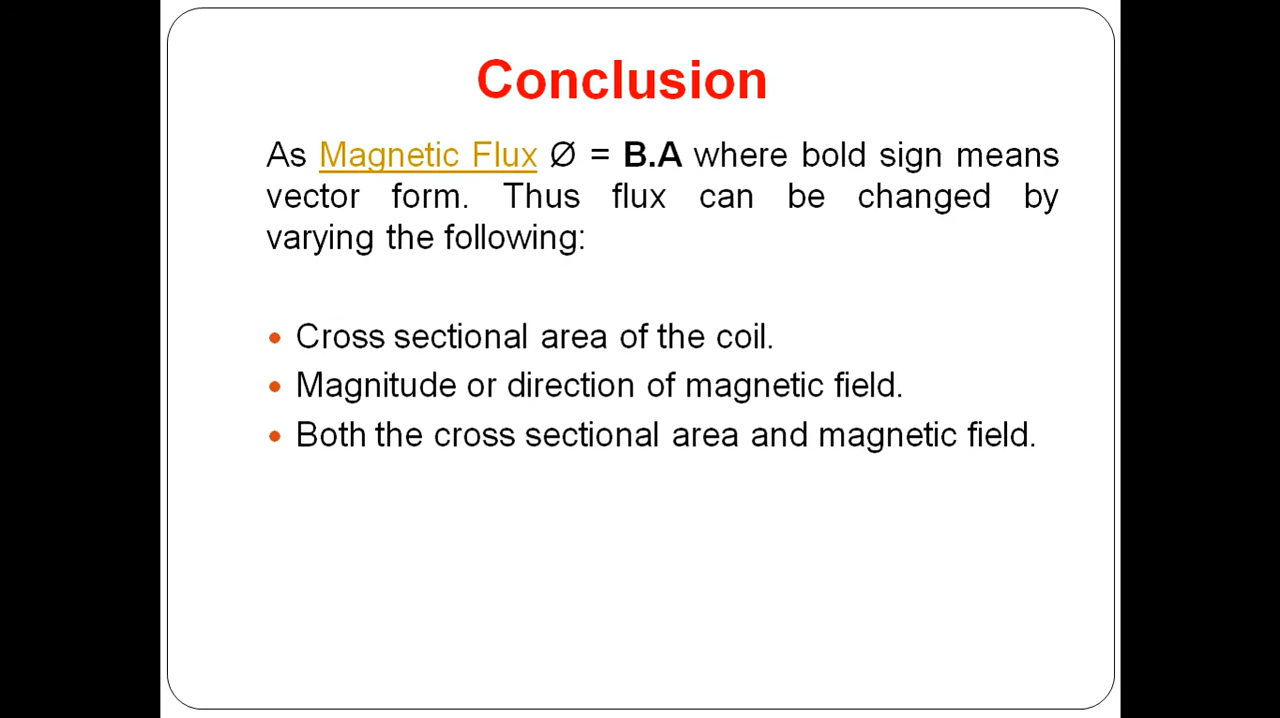 Conclusion
As Magnetic Flux Ø = B.A where bold sign means
vector form. Thus flux can be changed by
varying the following:
• Cross sectional area of the coil.
• Magnitude or direction of magnetic field.
• Both the cross sectional area and magnetic field.